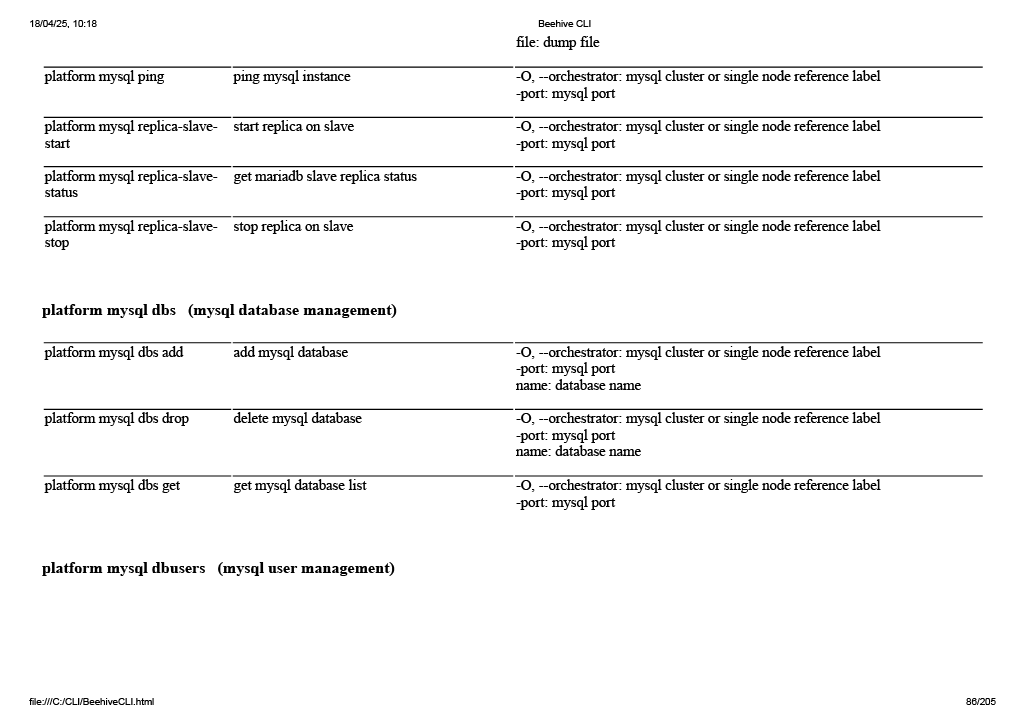 18/04/25, 10:18 Beehive CLI
file: dump file
platform mysql ping ping mysql instance -O, --orchestrator: mysql cluster or single node reference label
-port: mysql port
platform mysql replica-slave- start replica on slave -O, --orchestrator: mysql cluster or single node reference label
start -port: mysql port
platform mysql replica-slave- get mariadb slave replica status -O, --orchestrator: mysql cluster or single node reference label
status -port: mysql port
platform mysql replica-slave- stop replica on slave -O, --orchestrator: mysql cluster or single node reference label
stop -port: mysql port
platform mysql dbs (mysql database management)
platform mysql dbs add add mysql database -O, --orchestrator: mysql cluster or single node reference label
-port: mysql port
name: database name
platform mysql dbs drop delete mysql database -O, --orchestrator: mysql cluster or single node reference label
-port: mysql port
name: database name
platform mysql dbs get get mysql database list -O, --orchestrator: mysql cluster or single node reference label
-port: mysql port
platform mysql dbusers (mysql user management)
file:///C:/CLI/BeehiveCLI.html 86/205